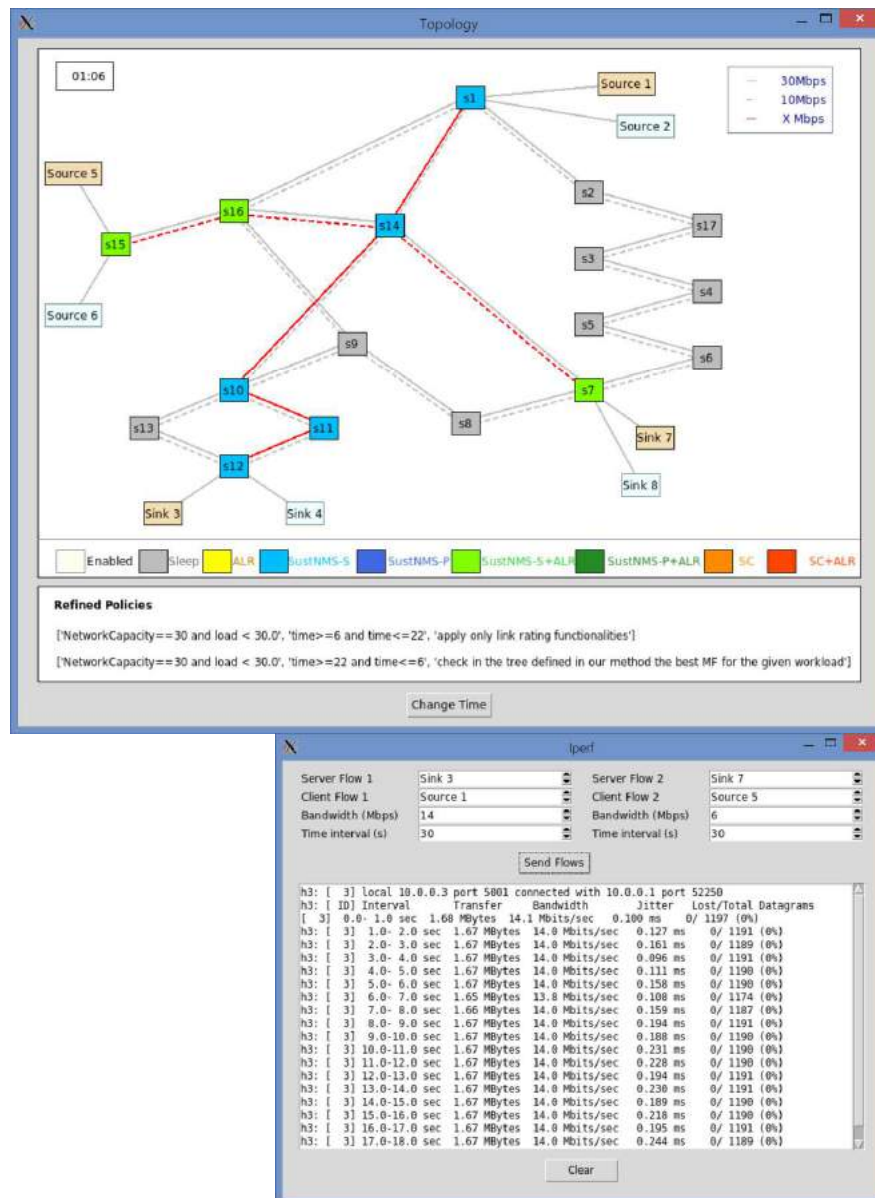 X
Topology
01:06
30Mbps
10Mbps
X Mbps
s1
Source 1
Source 2
Source 5
s16
s2
s17
s14
s15
s3
s4
Source 6
s5
s6
s9
s10
s7
s13
s11
s8
Sink 7
s12
Sink 8
Sink 3
Sink 4
Enabled Sleep ALR SustNMS-S SustNMS-P SustNMS-S+ALR SustNMS-P+ALR SC SC+ALR
Refined Policies
['NetworkCapacity==30 and load < 30.0', 'time>=6 and time<=22', 'apply only link rating functionalities']
['NetworkCapacity==30 and load < 30.0', 'time>=22 and time<=6', 'check in the tree defined in our method the best MF for the given workload']
Change Time
X
Iperf
Server Flow 1 Sink 3 Server Flow 2 Sink 7
Client Flow 1 Source 1 Client Flow 2 Source 5
Bandwidth (Mbps) 14 Bandwidth (Mbps) 6
Time interval (s) 30 Time interval (s) 30
Send Flows
h3: [ 3] local 10.0.0.3 port 5001 connected with 10.0.0.1 port 52250
h3: [ ID] Interval Transfer Bandwidth Jitter Lost/Total Datagrams
[ 3] 0.0- 1.0 sec 1.68 MBytes 14.1 Mbits/sec 0.100 ms 0/ 1197 (0%)
h3: [ 3] 1.0- 2.0 sec 1.67 MBytes 14.0 Mbits/sec 0.127 ms 0/ 1191 (0%)
h3: [ 3] 2.0- 3.0 sec 1.67 MBytes 14.0 Mbits/sec 0.161 ms 0/ 1189 (0%)
h3: [ 3] 3.0- 4.0 sec 1.67 MBytes 14.0 Mbits/sec 0.096 ms 0/ 1191 (0%)
h3: [ 3] 4.0- 5.0 sec 1.67 MBytes 14.0 Mbits/sec 0.111 ms 0/ 1190 (0%)
h3: [ 3] 5.0- 6.0 sec 1.67 MBytes 14.0 Mbits/sec 0.158 ms 0/ 1190 (0%)
h3: [ 3] 6.0- 7.0 sec 1.65 MBytes 13.8 Mbits/sec 0.108 ms 0/ 1174 (0%)
h3: [ 3] 7.0- 8.0 sec 1.66 MBytes 14.0 Mbits/sec 0.159 ms 0/ 1187 (0%)
h3: [ 3] 8.0- 9.0 sec 1.67 MBytes 14.0 Mbits/sec 0.194 ms 0/ 1191 (0%)
h3: [ 3] 9.0-10.0 sec 1.67 MBytes 14.0 Mbits/sec 0.188 ms 0/ 1190 (0%)
h3: [ 3] 10.0-11.0 sec 1.67 MBytes 14.0 Mbits/sec 0.231 ms 0/ 1190 (0%)
h3: [ 3] 11.0-12.0 sec 1.67 MBytes 14.0 Mbits/sec 0.228 ms 0/ 1190 (0%)
h3: [ 3] 12.0-13.0 sec 1.67 MBytes 14.0 Mbits/sec 0.194 ms 0/ 1191 (0%)
h3: [ 3] 13.0-14.0 sec 1.67 MBytes 14.0 Mbits/sec 0.230 ms 0/ 1191 (0%)
h3: [ 3] 14.0-15.0 sec 1.67 MBytes 14.0 Mbits/sec 0.189 ms 0/ 1190 (0%)
h3: [ 3] 15.0-16.0 sec 1.67 MBytes 14.0 Mbits/sec 0.218 ms 0/ 1190 (0%)
h3: [ 3] 16.0-17.0 sec 1.67 MBytes 14.0 Mbits/sec 0.195 ms 0/ 1191 (0%)
h3: [ 3] 17.0-18.0 sec 1.67 MBytes 14.0 Mbits/sec 0.244 ms 0/ 1189 (0%)
Clear